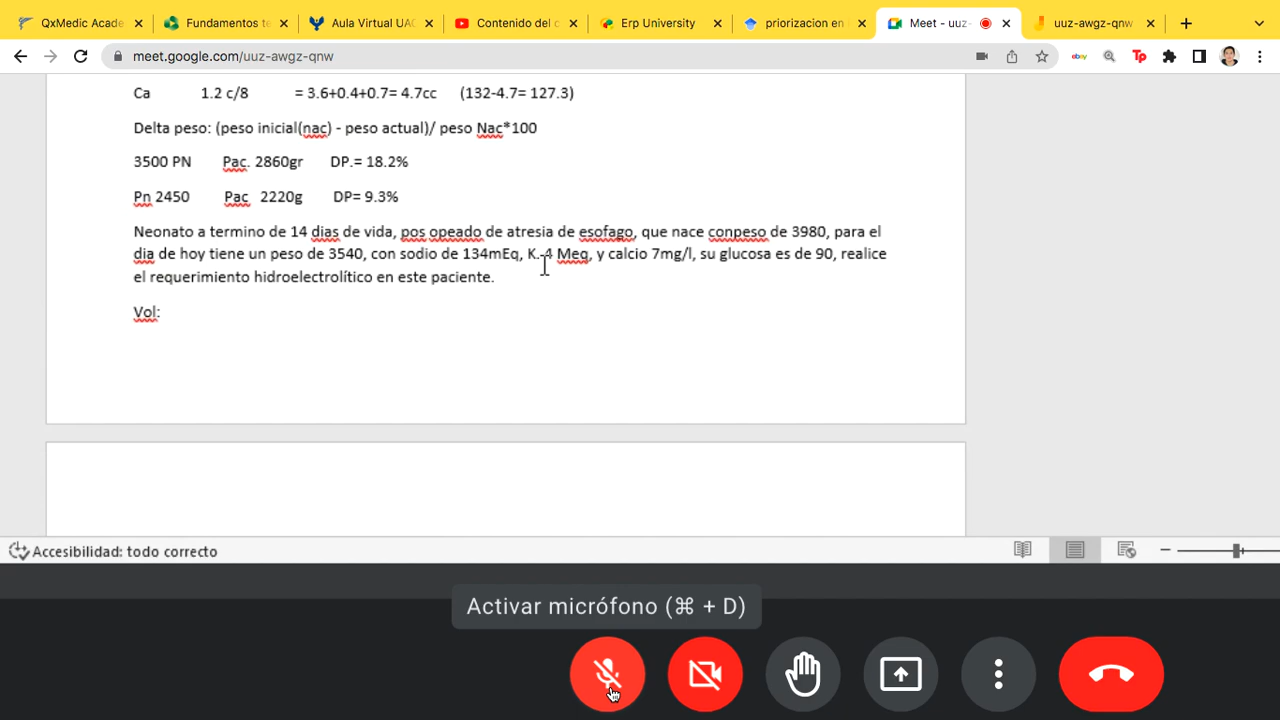 QxMedic Acade
Fundamentos te
Aula Virtual UAC
Contenido del c
Erp University
priorizacion en
Meet - uuz-
uuz-awgz-qnw
meet.google.com/uuz-awgz-qnw
ebay
Tp
Ca 1.2 c/8 = 3.6+0.4+0.7= 4.7cc (132-4.7= 127.3)
Delta peso: (peso inicial(nac) - peso actual)/ peso Nac*100
3500 PN Pac. 2860gr DP.= 18.2%
Pn 2450 Pac 2220g DP= 9.3%
Neonato a termino de 14 dias de vida, pos opeado de atresia de esofago, que nace conpeso de 3980, para el
dia de hoy tiene un peso de 3540, con sodio de 134mEq, K.-4 Meq, y calcio 7mg/l, su glucosa es de 90, realice
el requerimiento hidroelectrolítico en este paciente.
Vol:
Accesibilidad: todo correcto
Activar micrófono (⌘ + D)